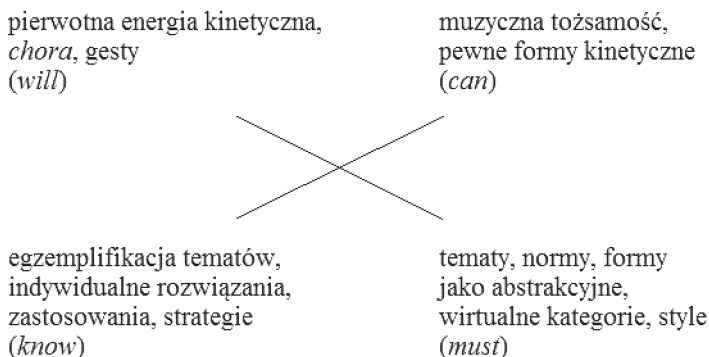 pierwotna energia kinetyczna,
chora, gesty
(will)
muzyczna tożsamość,
pewne formy kinetyczne
(can)
egzemplifikacja tematów,
indywidualne rozwiązania,
zastosowania, strategie
(know)
tematy, normy, formy
jako abstrakcyjne,
wirtualne kategorie, style
(must)